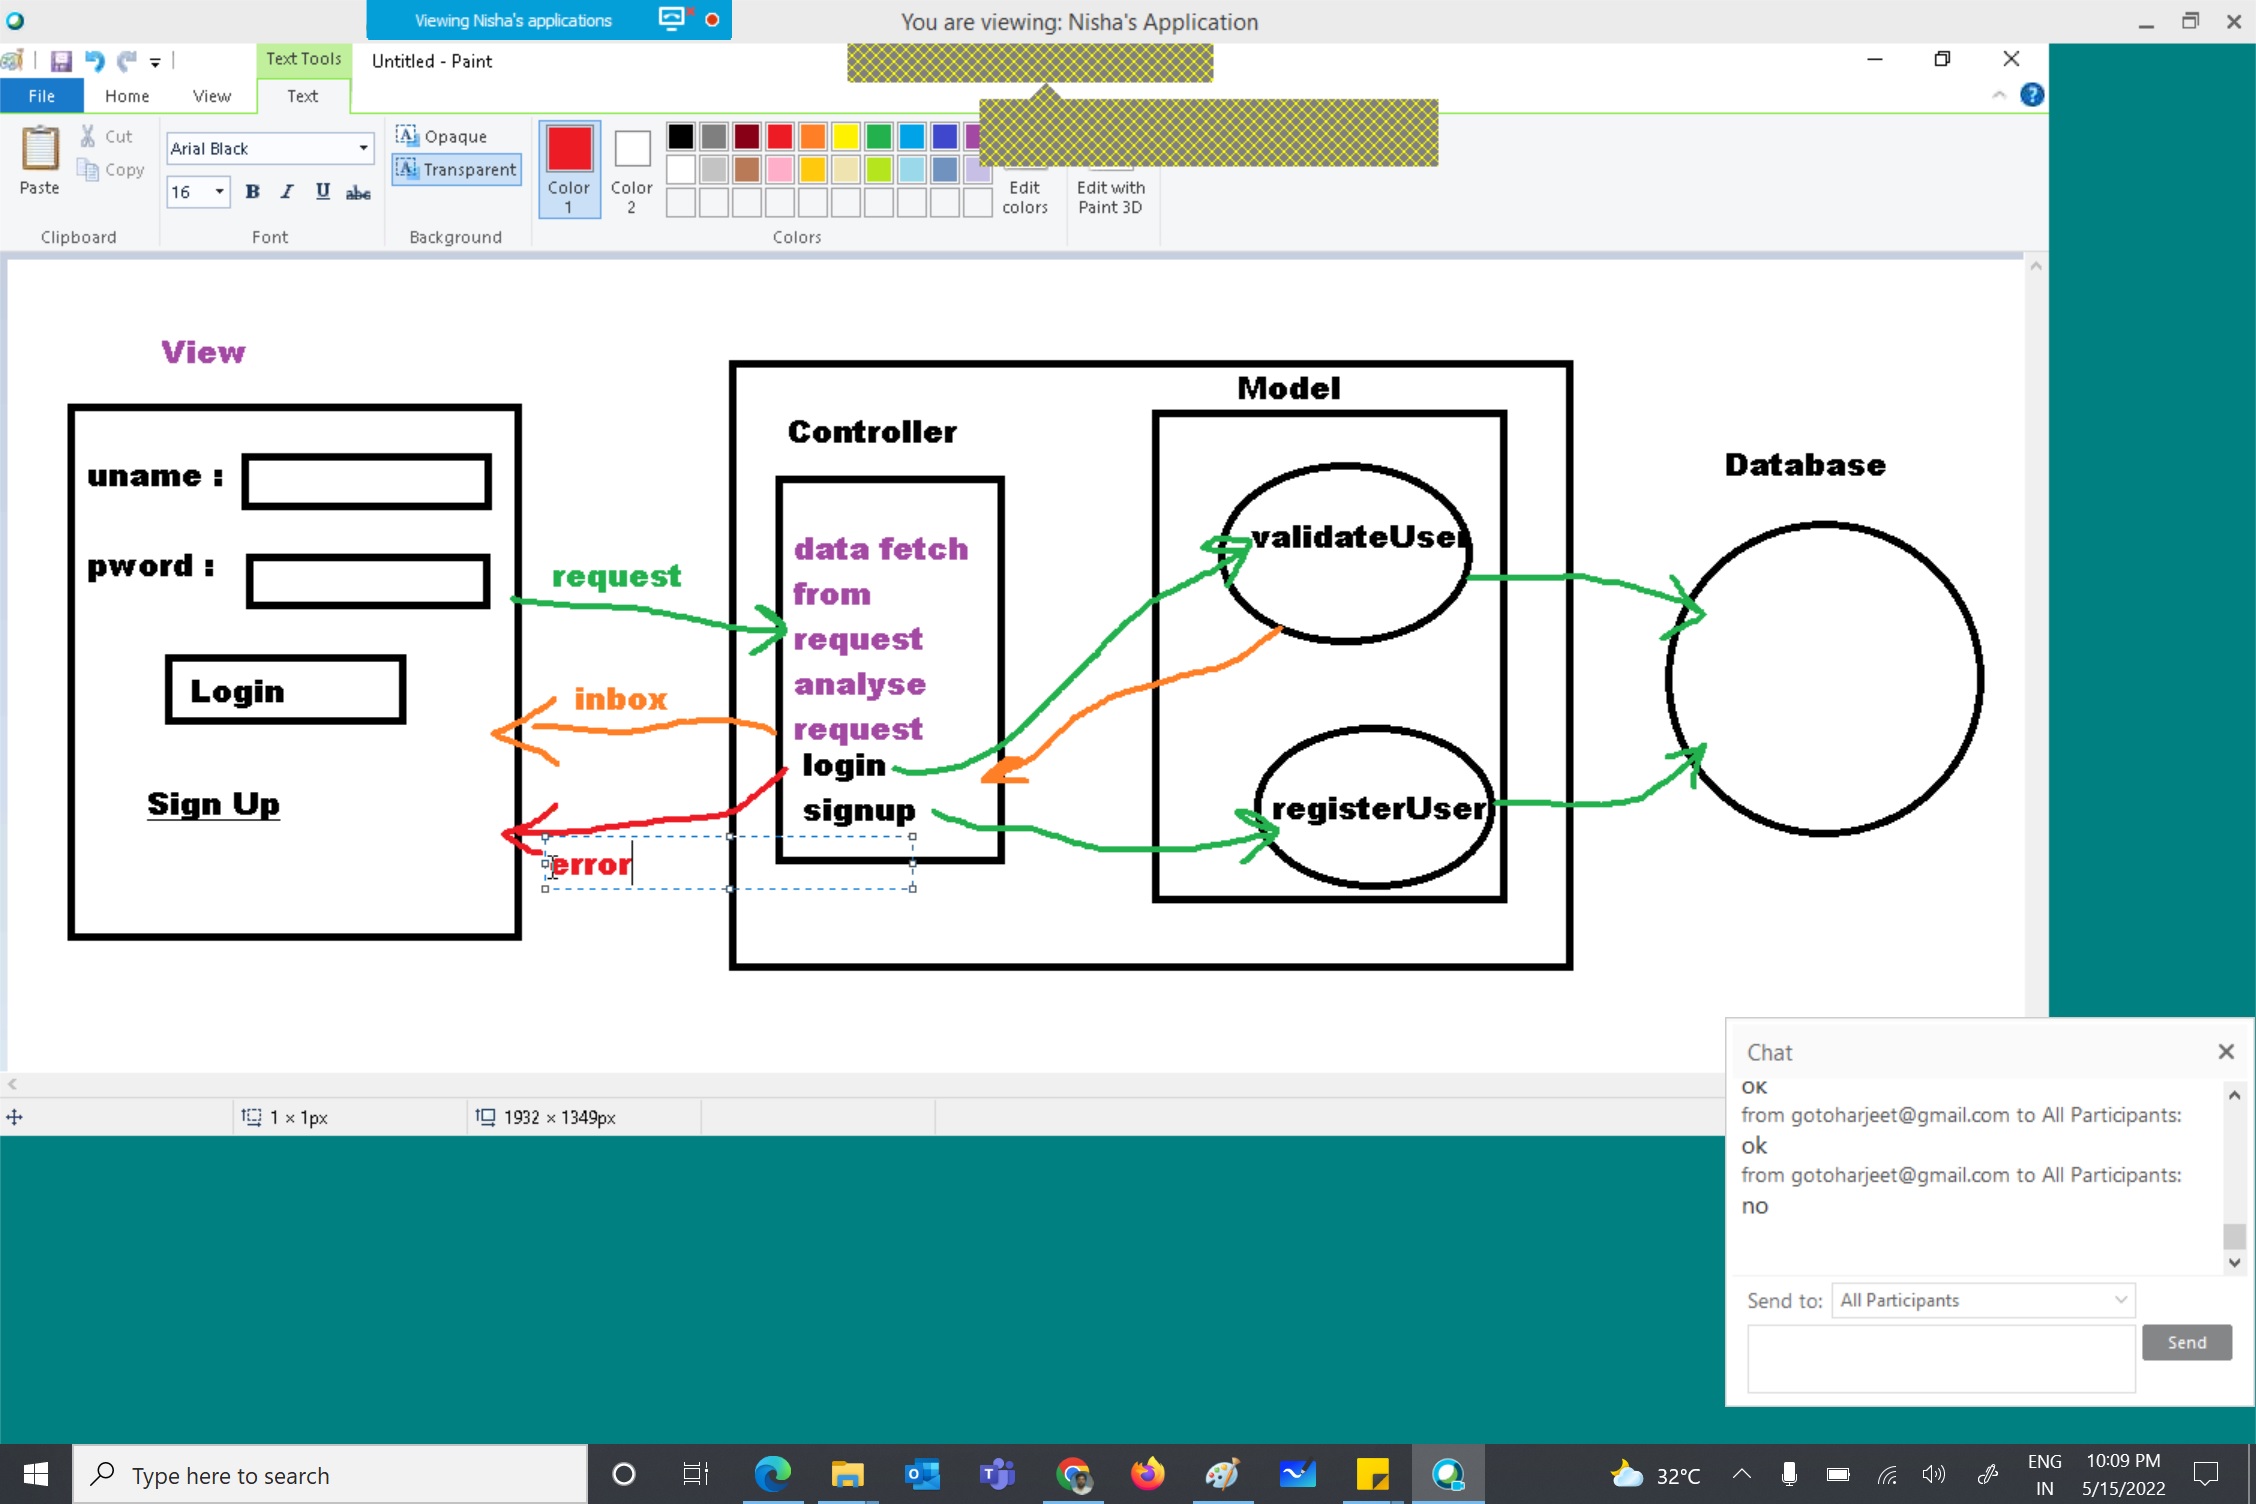 Viewing Nisha's applications
You are viewing: Nisha's Application
Text Tools
Untitled - Paint
File
Home
View
Text
Paste
Cut
Copy
Clipboard
Arial Black
16
B
I
U
abc
Font
Opaque
Transparent
Background
Color
1
Color
2
Colors
Edit
colors
Edit with
Paint 3D
View
uname :
pword :
Login
Sign Up
request
inbox
error
Controller
data fetch
from
request
analyse
request
login
signup
Model
validateUser
registerUser
Database
1 × 1px
1932 × 1349px
Chat
ok
from gotoharjeet@gmail.com to All Participants:
ok
from gotoharjeet@gmail.com to All Participants:
no
Send to:
All Participants
Send
Type here to search
32°C
ENG
IN
10:09 PM
5/15/2022